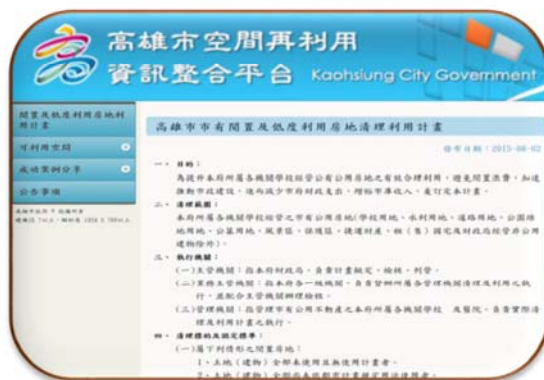 高雄市空間再利用
資訊整合平台 Kaohsiung City Government
閒置及低度利用房地利
用計畫
可利用空間
成功案例分享
公告事項
高雄市市有閒置及低度利用房地清理利用計畫
發布日期：2015-08-02
一、目的：
為提升本府所屬各機關學校經管公有公用房地之有效合理利用，避免閒置浪費，加速
推動市政建設，進而減少市府財政支出，增裕市庫收入，爰訂定本計畫。
二、清理範圍：
本府所屬各機關學校經管之市有公用房地(學校用地、水利用地、道路用地、公園綠
地用地、公墓用地、風景區、保護區、捷運財產、租（售）國宅及財政局經管非公用
建物除外)。
三、執行機關：
(一)主管機關：指本府財政局，負責計畫擬定、檢核、列管。
(二)業務主管機關：指本府各一級機關，負責督辦所屬各管理機關清理及利用之執
行，並配合主管機關辦理檢核。
(三)管理機關：指管理市有公用不動產之本府所屬各機關學校 及醫院，負責實際清
理及利用計畫之執行。
四、清理標的及認定標準：
(一)屬下列情形之閒置房地：
1、土地（建物）全部未使用且無使用計畫者。